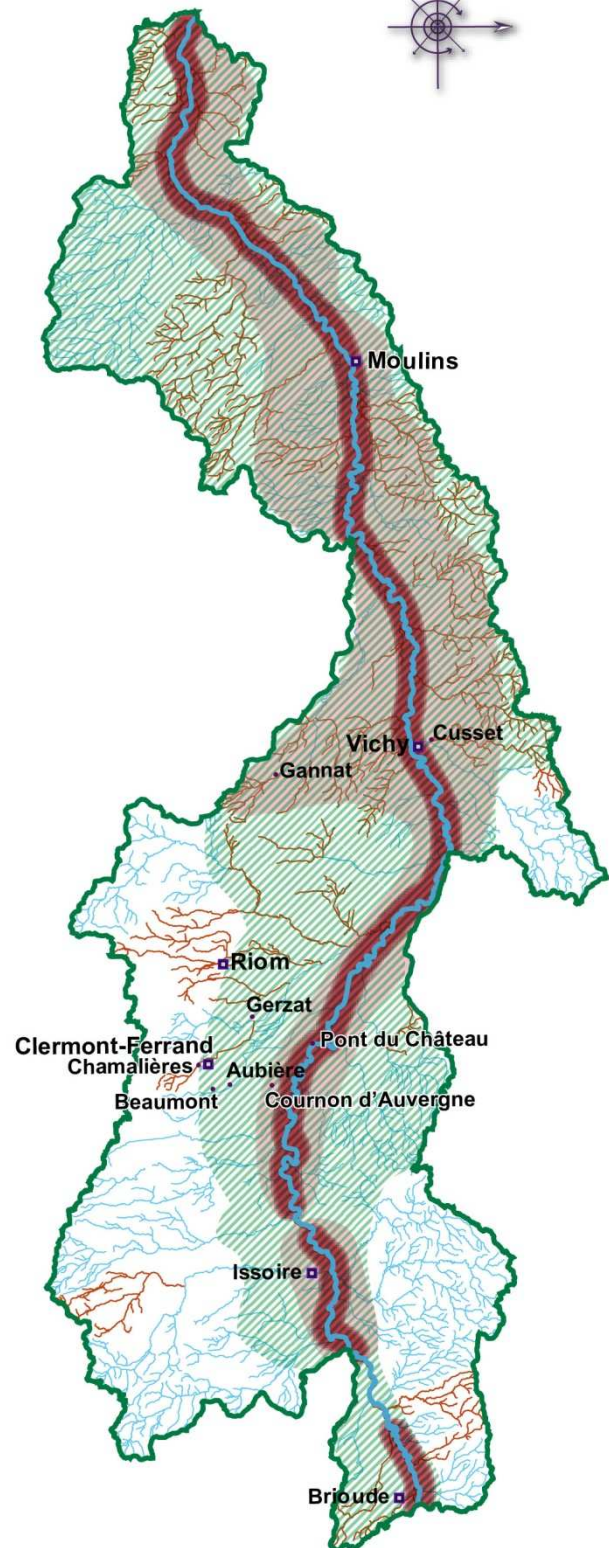 Moulins
Vichy
Cusset
Gannat
Riom
Gerzat
Pont du Château
Clermont-Ferrand
Chamalières
Aubière
Beaumont
Cournon d'Auvergne
Issoire
Brioude